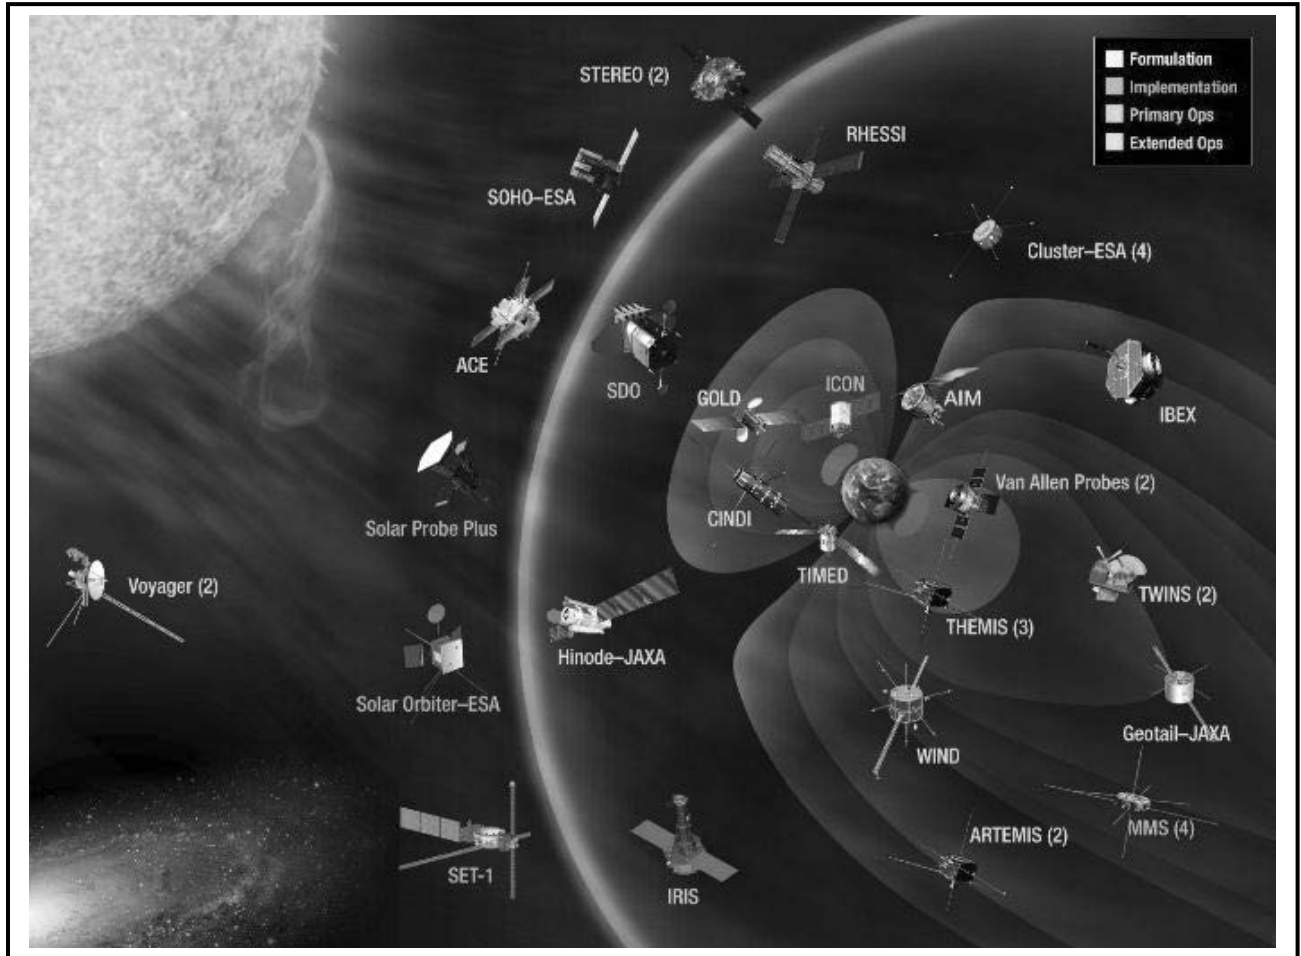 STEREO (2)
Formulation
Implementation
Primary Ops
Extended Ops
RHESSI
SOHO–ESA
Cluster–ESA (4)
ACE
SDO
ICON
GOLD
AIM
IBEX
Van Allen Probes (2)
CINDI
Solar Probe Plus
TIMED
Voyager (2)
TWINS (2)
THEMIS (3)
Hinode–JAXA
Solar Orbiter–ESA
Geotail–JAXA
WIND
MMS (4)
ARTEMIS (2)
SET-1
IRIS